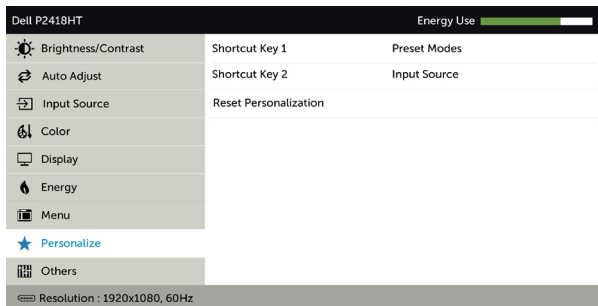 Dell P2418HT Energy Use
Brightness/Contrast Shortcut Key 1 Preset Modes
Auto Adjust Shortcut Key 2 Input Source
Input Source Reset Personalization
Color
Display
Energy
Menu
Personalize
Others
Resolution : 1920x1080, 60Hz